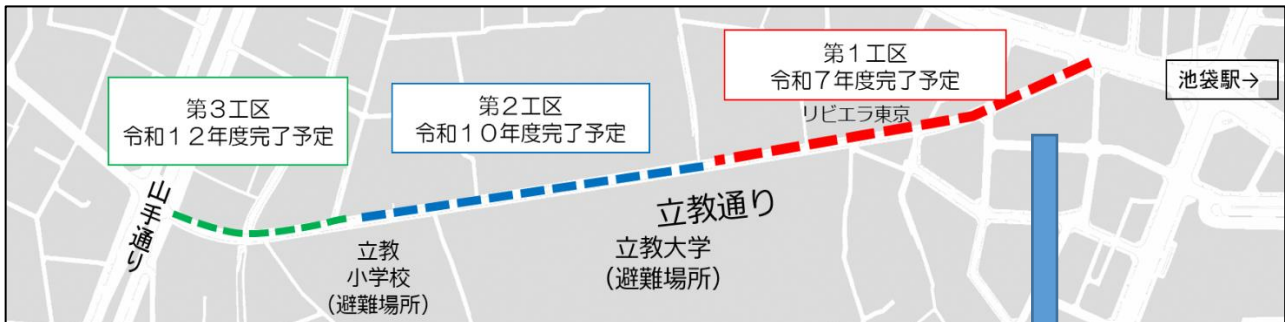 第１工区
令和７年度完了予定
リビエラ東京
池袋駅→
第２工区
令和１０年度完了予定
第３工区
令和１２年度完了予定
山手通り
立教通り
立教大学
（避難場所）
立教
小学校
（避難場所）